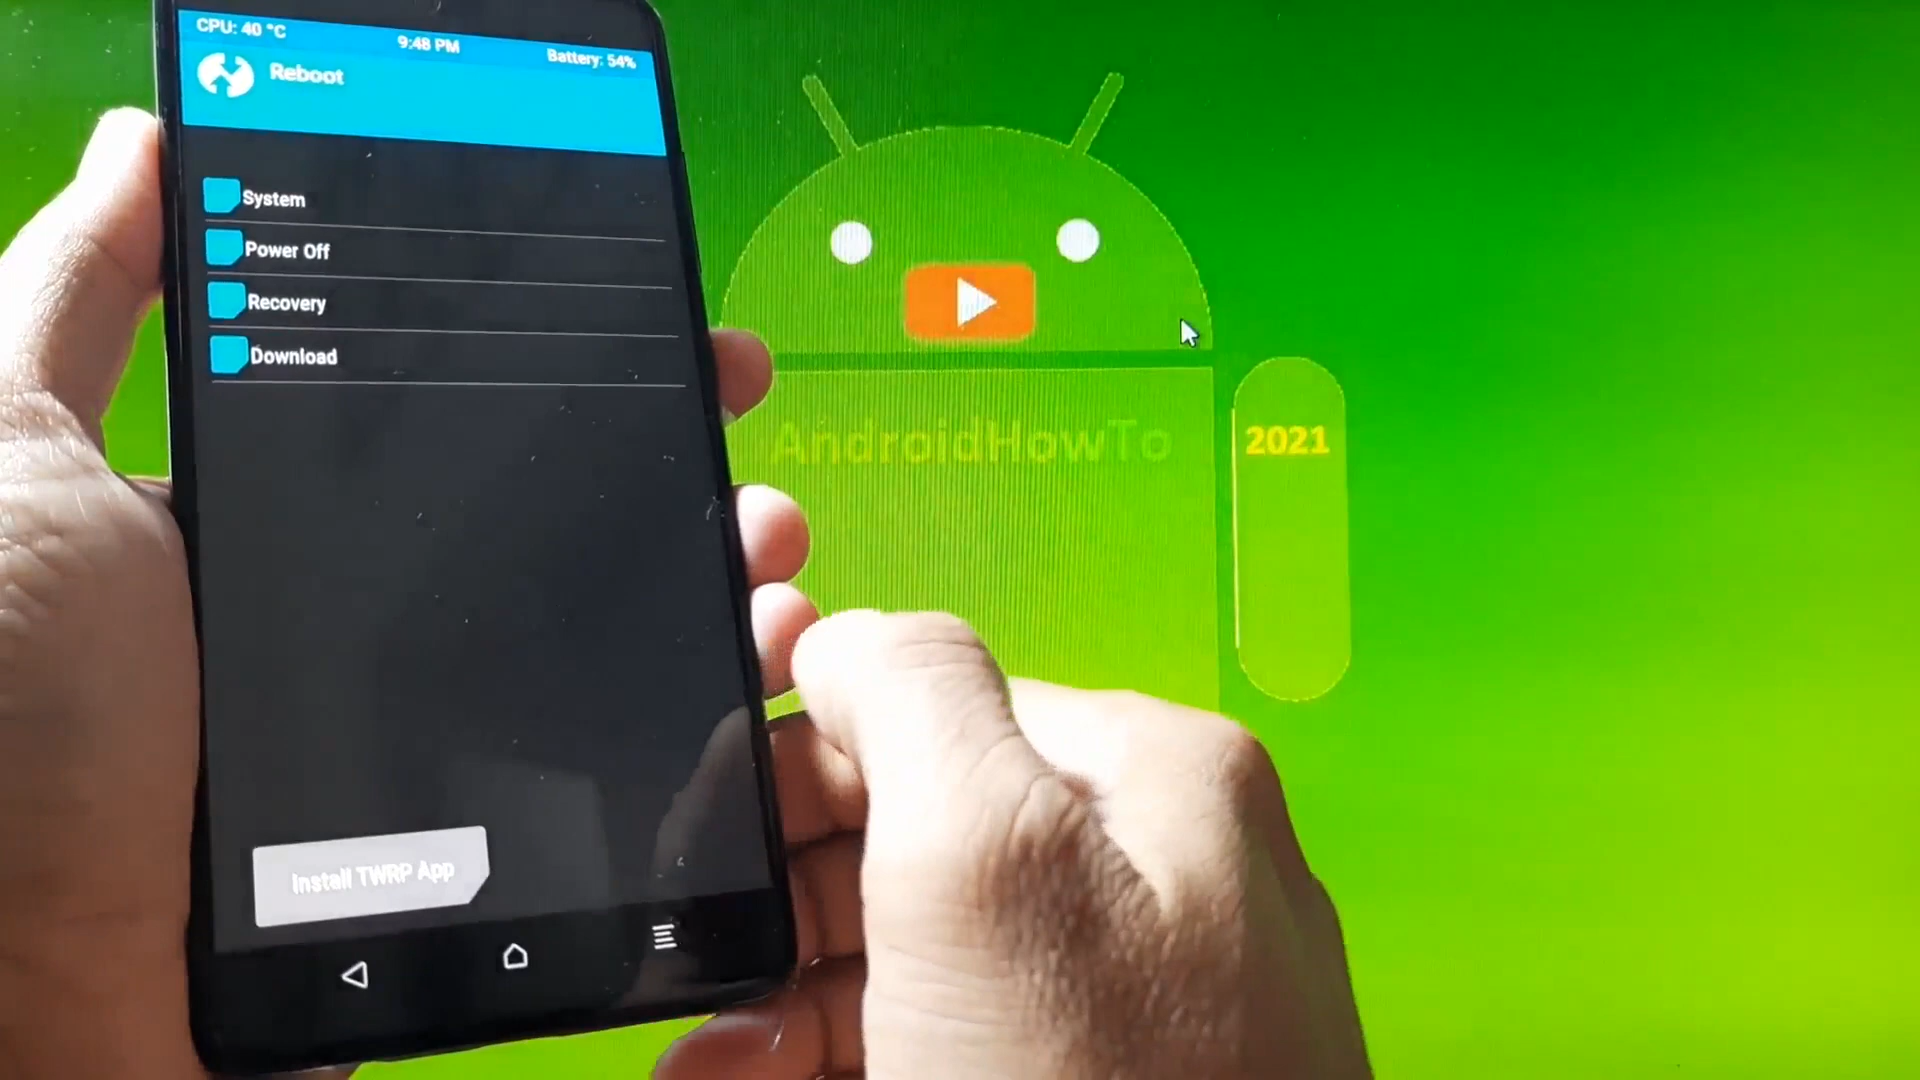 CPU: 40 °C
9:48 PM
Battery: 54%
Reboot
System
Power Off
Recovery
Download
Install TWRP App
AndroidHowTo
2021